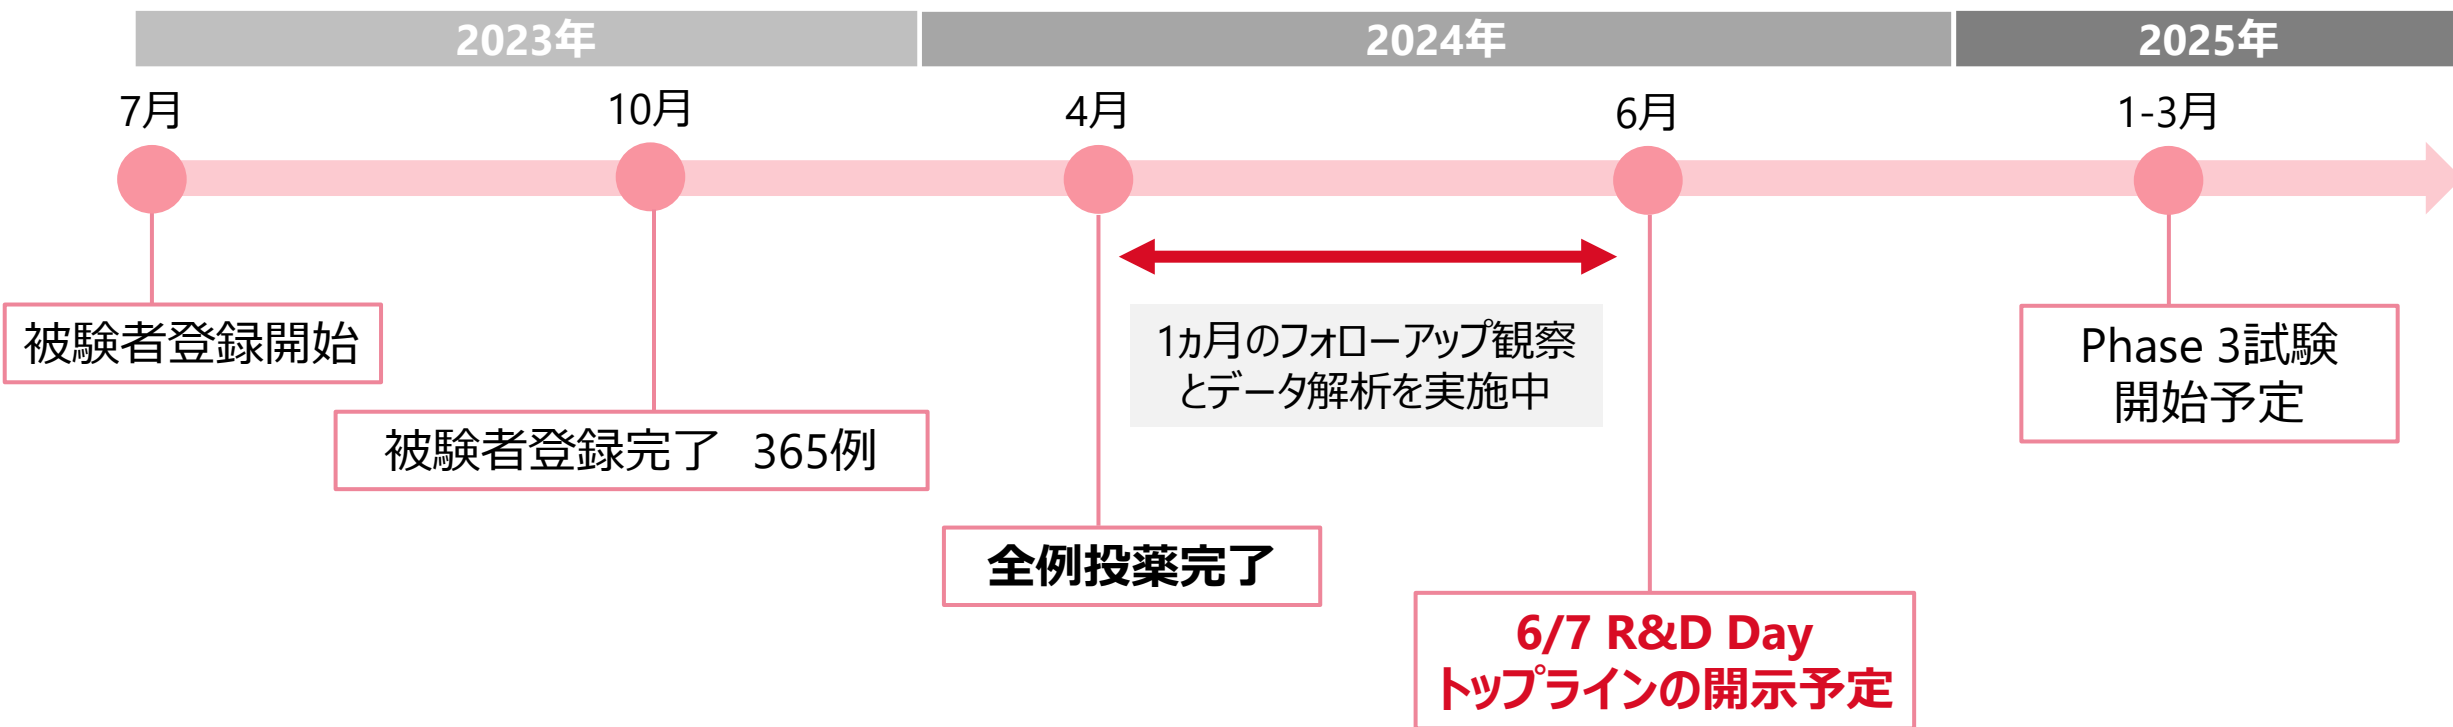 2023年
2024年
2025年
7月
10月
4月
6月
1-3月
被験者登録開始
被験者登録完了 365例
全例投薬完了
1ヵ月のフォローアップ観察
とデータ解析を実施中
6/7 R&D Day
トップラインの開示予定
Phase 3試験
開始予定